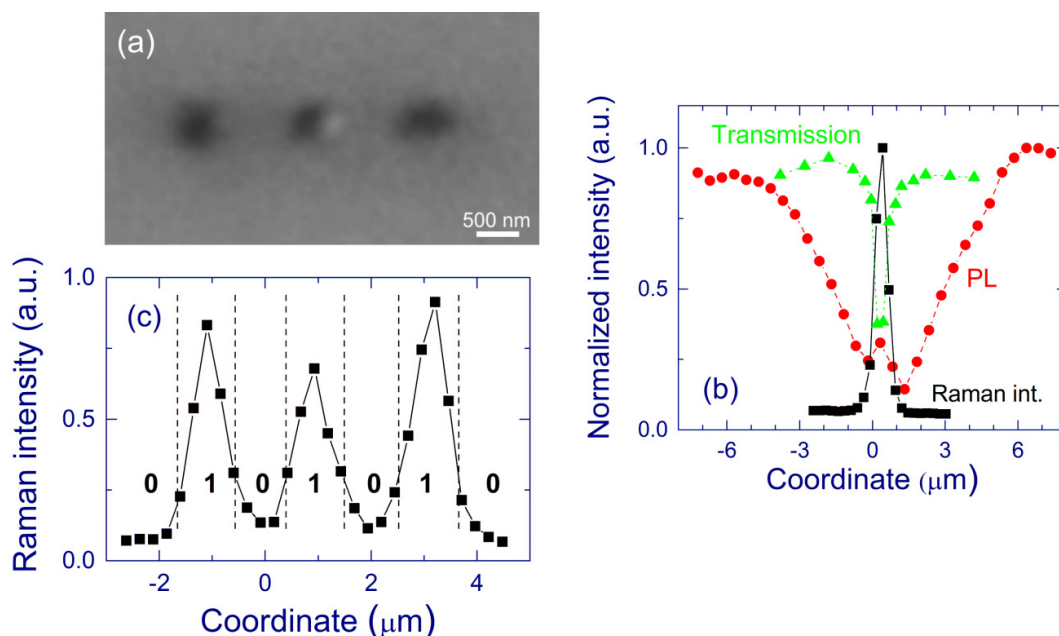 (a)
500 nm
Raman intensity (a.u.)
1.0
0.5
0.0
(c)
0 1 0 1 0 1 0
-2 0 2 4
Coordinate (μm)
Normalized intensity (a.u.)
1.0
0.5
0.0
Transmission
PL
(b)
Raman int.
-6 -3 0 3 6
Coordinate (μm)